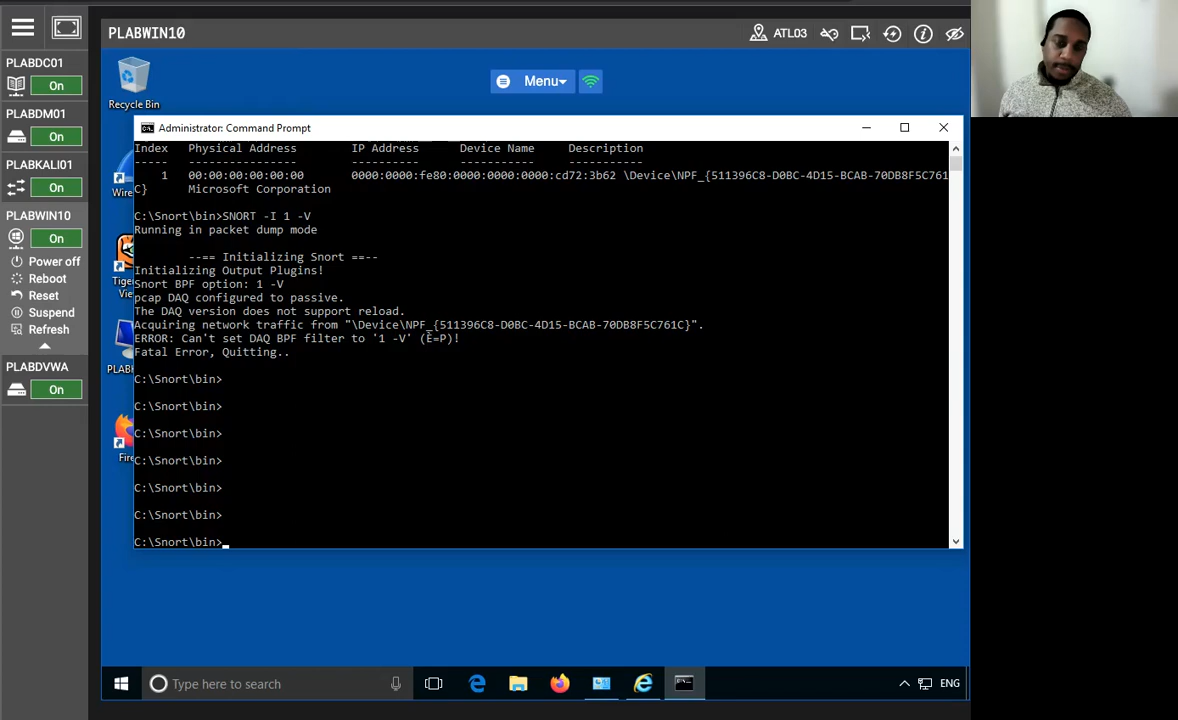 PLABWIN10
ATL03
PLABDC01
On
PLABDM01
On
PLABKALI01
On
PLABWIN10
On
Power off
Reboot
Reset
Suspend
Refresh
PLABDVWA
On
Recycle Bin
Menu
Wire
Tige
Vie
PLAB
Fire
Administrator: Command Prompt
Index Physical Address IP Address Device Name Description
----- ---------------- ---------- ----------- -----------
1 00:00:00:00:00:00 0000:0000:fe80:0000:0000:0000:cd72:3b62 \Device\NPF_{511396C8-D0BC-4D15-BCAB-70DB8F5C761
C} Microsoft Corporation
C:\Snort\bin>SNORT -I 1 -V
Running in packet dump mode
--== Initializing Snort ==--
Initializing Output Plugins!
Snort BPF option: 1 -V
pcap DAQ configured to passive.
The DAQ version does not support reload.
Acquiring network traffic from "\Device\NPF_{511396C8-D0BC-4D15-BCAB-70DB8F5C761C}".
ERROR: Can't set DAQ BPF filter to '1 -V' (E=P)!
Fatal Error, Quitting..
C:\Snort\bin>
C:\Snort\bin>
C:\Snort\bin>
C:\Snort\bin>
C:\Snort\bin>
C:\Snort\bin>
C:\Snort\bin>
Type here to search
ENG